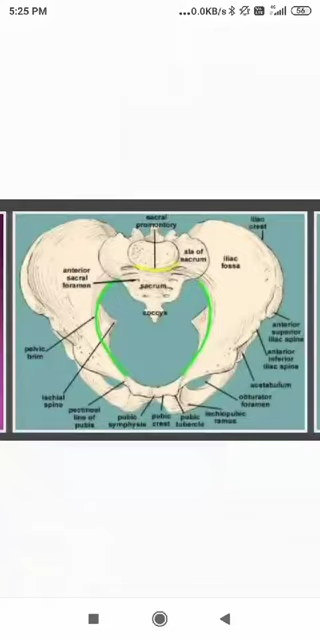 5:25 PM
...0.0KB/s
4G
56
sacral
promontory
iliac
crest
ala of
sacrum
iliac
fossa
anterior
sacral
foramen
sacrum
coccyx
anterior
superior
iliac spine
pelvic
brim
anterior
inferior
iliac spine
acetabulum
ischial
spine
obturator
foramen
pectineal
line of
pubis
pubic
symphysis
pubic
crest
pubic
tubercle
ischiopubic
ramus